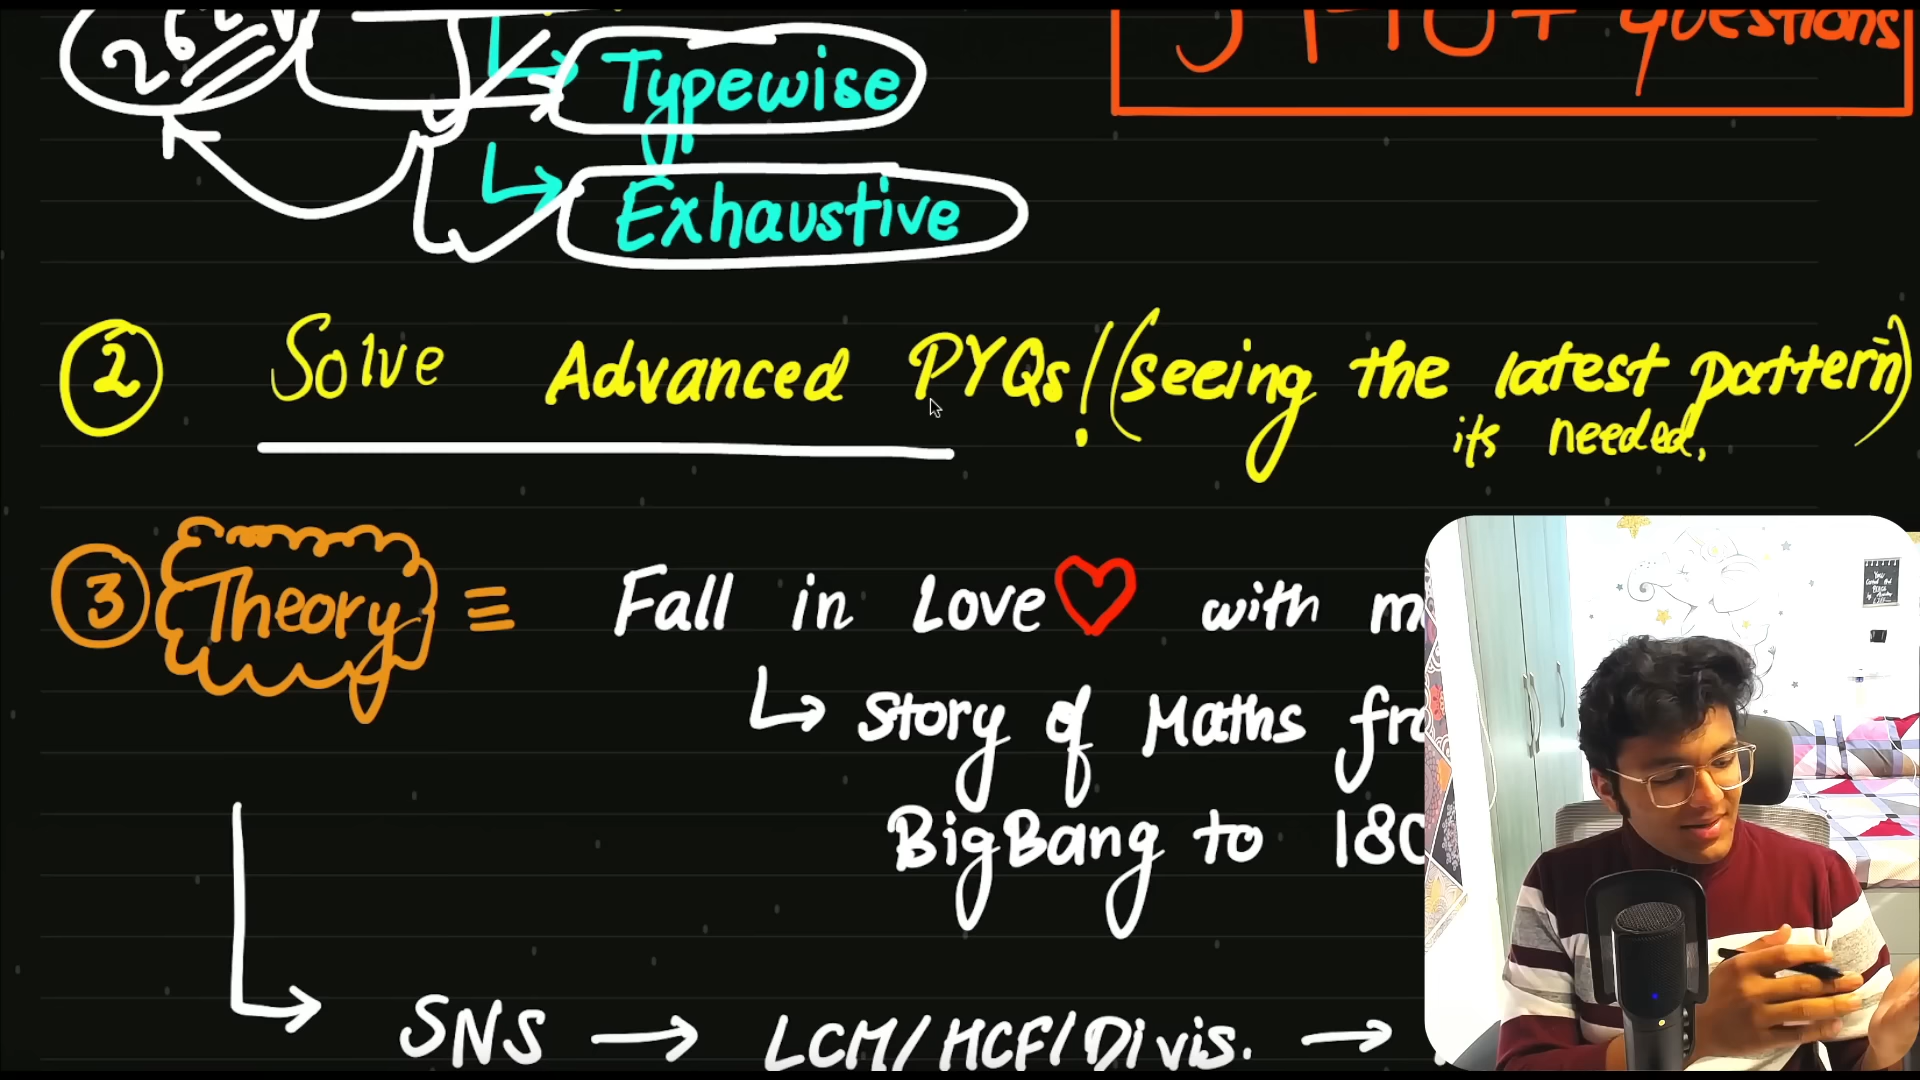 Typewise
questions
Exhaustive
2 Solve Advanced PYQs! (seeing the latest pattern)
its needed.
3 Theory ≡ Fall in Love ♡ with
Story of Maths
BigBang to
SNS → LCM/HCF/Divis. →